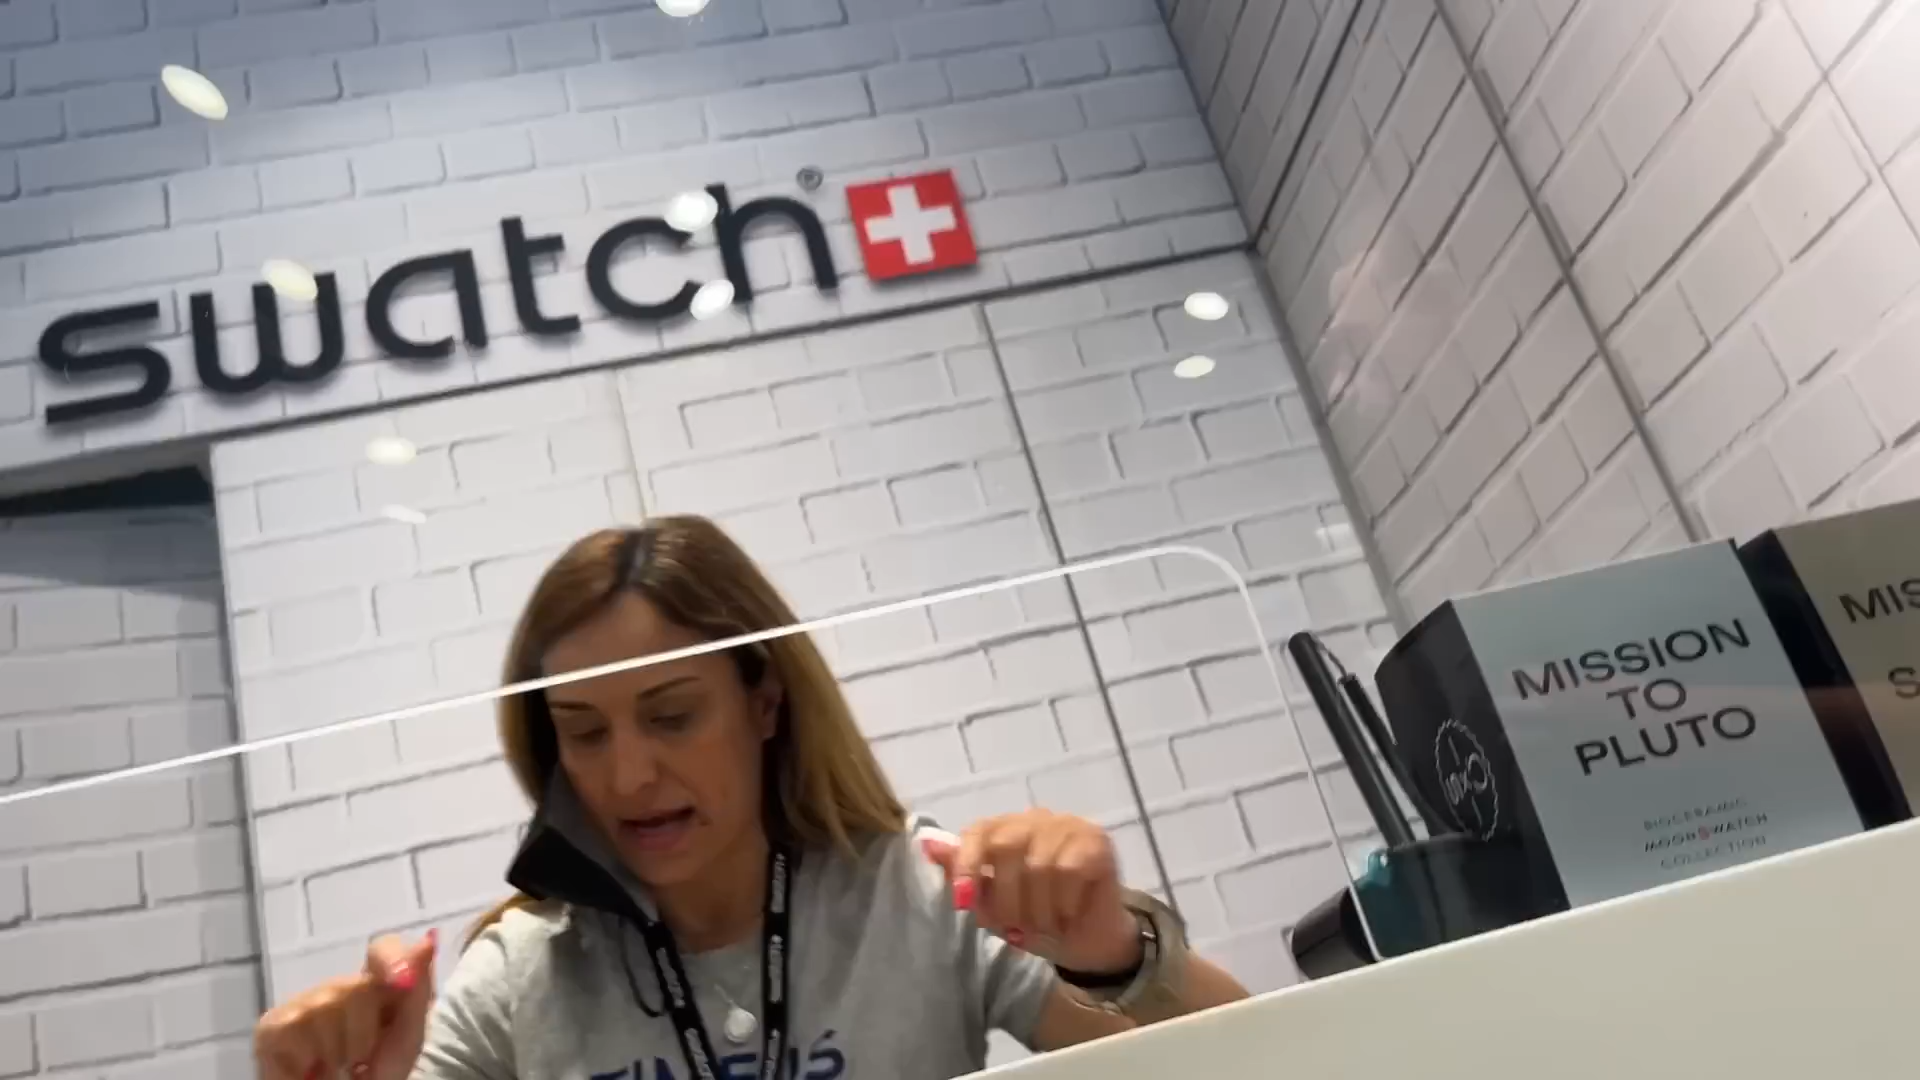 swatch®
MISSION
TO
PLUTO
BIOCERAMIC
MOONSWATCH
COLLECTION
MIS
S